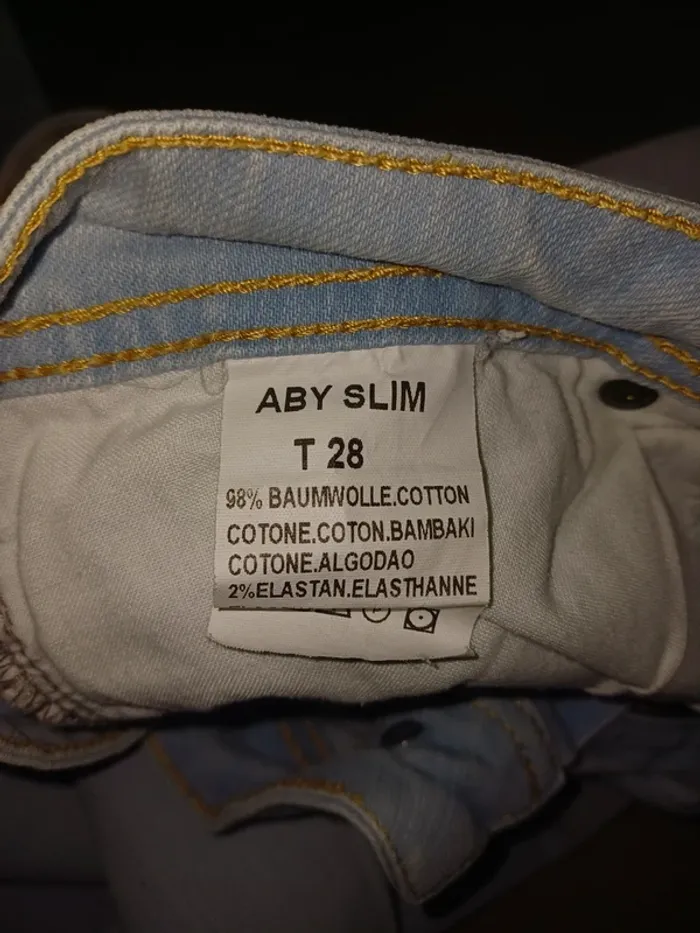 ABY SLIM
T 28
98% BAUMWOLLE.COTTON
COTONE.COTON.BAMBAKI
COTONE.ALGODAO
2%ELASTAN.ELASTHANNE